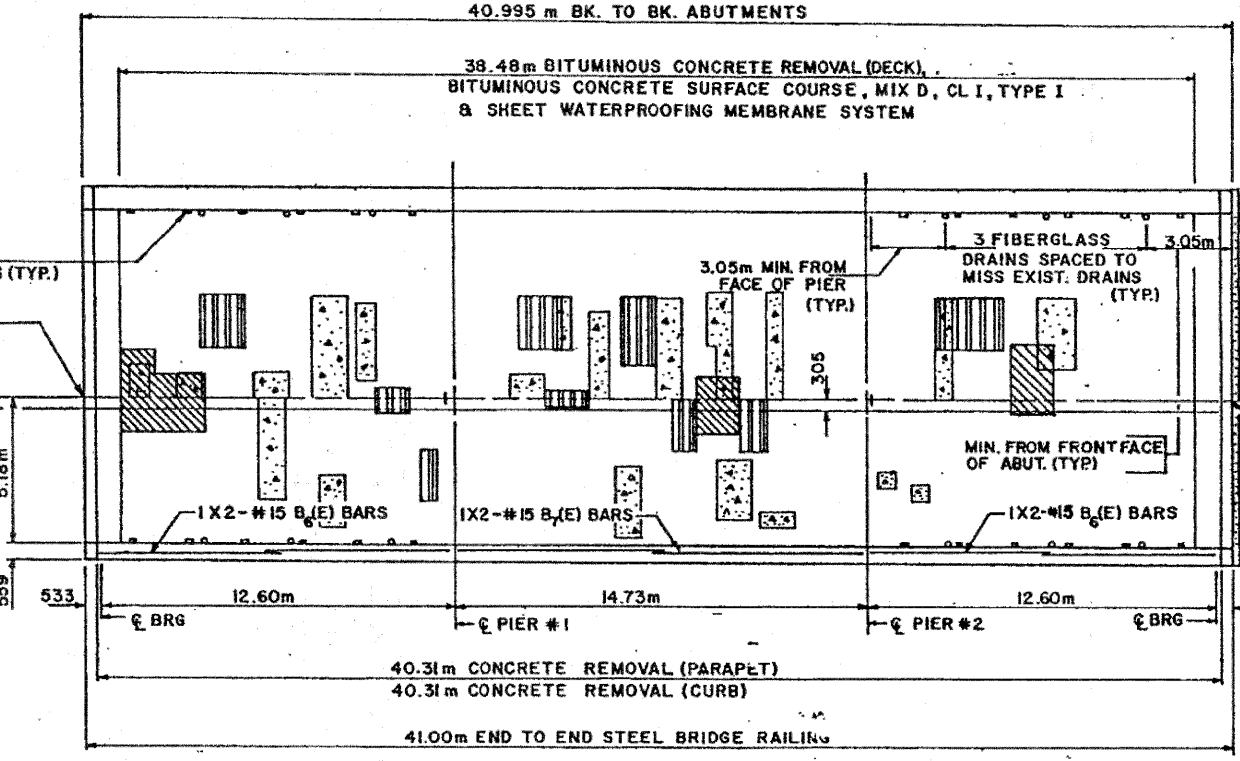 40.995 m BK. TO BK. ABUTMENTS
38.48m BITUMINOUS CONCRETE REMOVAL (DECK),
BITUMINOUS CONCRETE SURFACE COURSE, MIX D, CL I, TYPE I
& SHEET WATERPROOFING MEMBRANE SYSTEM
(TYP.)
3.05m MIN. FROM
FACE OF PIER
(TYP.)
3 FIBERGLASS
DRAINS SPACED TO
MISS EXIST. DRAINS
(TYP.)
3.05m
305
MIN. FROM FRONT FACE
OF ABUT. (TYP)
1X2-#15 B6(E) BARS
1X2-#15 B7(E) BARS
1X2-#15 B6(E) BARS
559
533
12.60m
14.73m
12.60m
℄ BRG
℄ PIER #1
℄ PIER #2
℄ BRG
40.31m CONCRETE REMOVAL (PARAPET)
40.31m CONCRETE REMOVAL (CURB)
41.00m END TO END STEEL BRIDGE RAILING